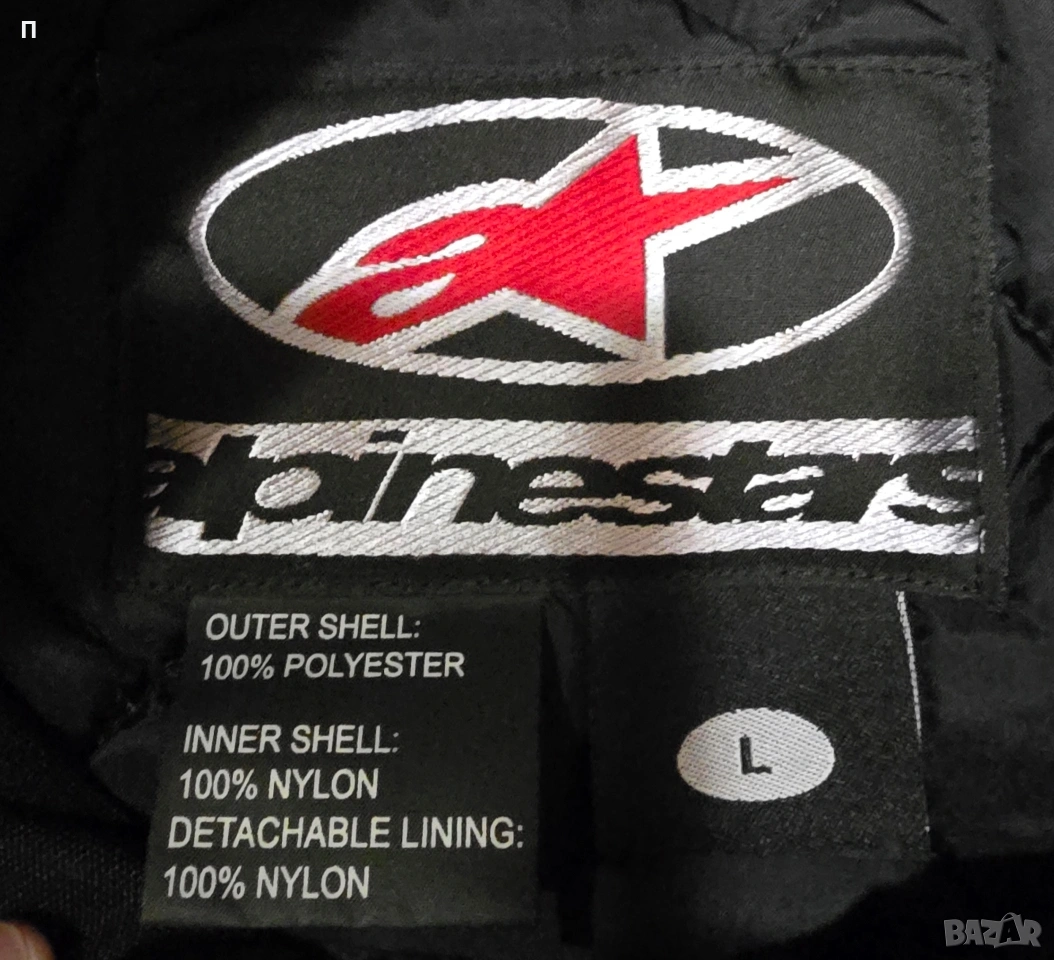 П
alpinestars
OUTER SHELL:
100% POLYESTER
INNER SHELL:
100% NYLON
DETACHABLE LINING:
100% NYLON
L
BAZAR